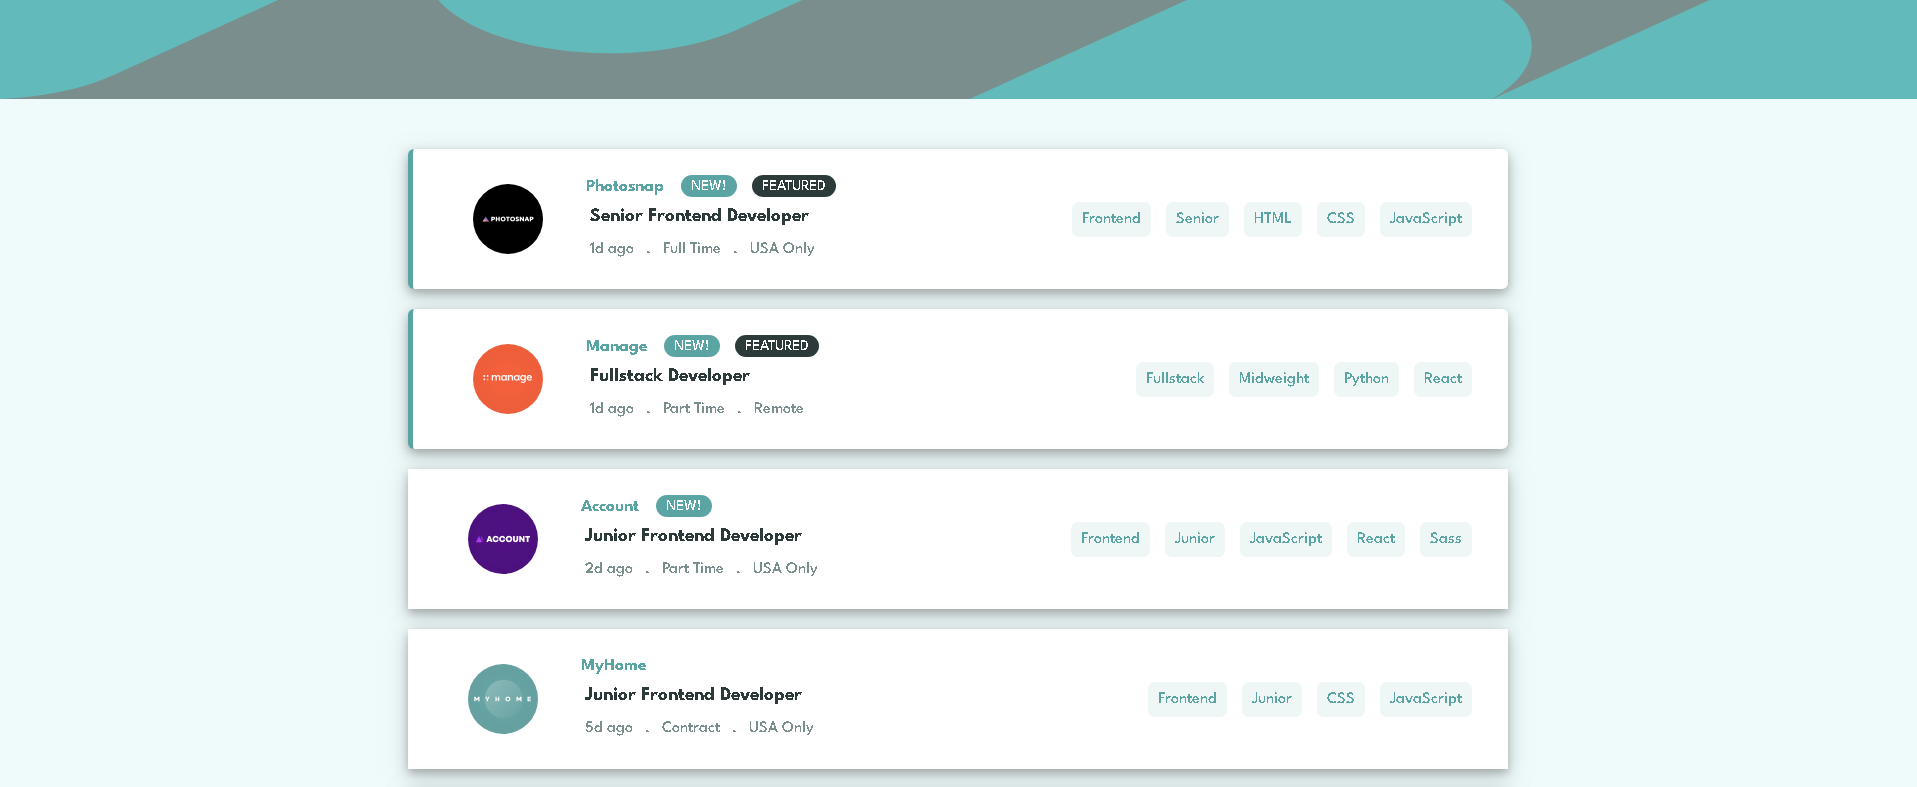 PHOTOSNAP
Photosnap NEW! FEATURED
Senior Frontend Developer
1d ago . Full Time . USA Only
Frontend Senior HTML CSS JavaScript
manage
Manage NEW! FEATURED
Fullstack Developer
1d ago . Part Time . Remote
Fullstack Midweight Python React
ACCOUNT
Account NEW!
Junior Frontend Developer
2d ago . Part Time . USA Only
Frontend Junior JavaScript React Sass
MYHOME
MyHome
Junior Frontend Developer
5d ago . Contract . USA Only
Frontend Junior CSS JavaScript